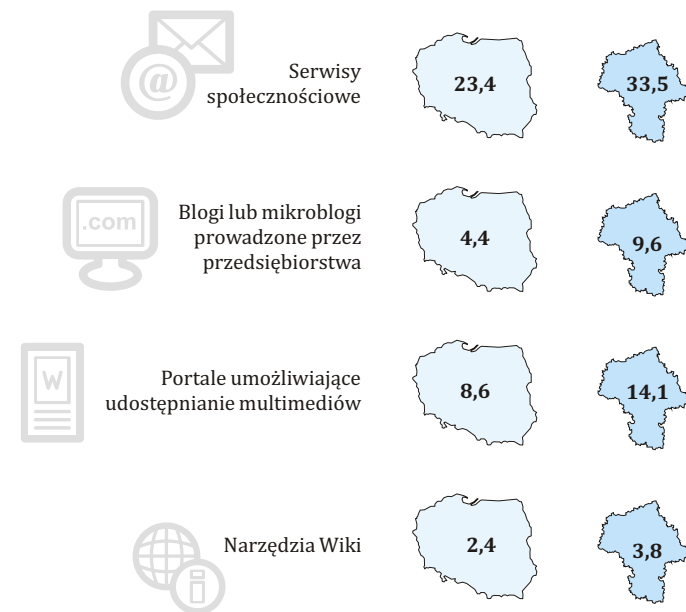 @
Serwisy
społecznościowe
23,4
33,5
.com
Blogi lub mikroblogi
prowadzone przez
przedsiębiorstwa
4,4
9,6
W
Portale umożliwiające
udostępnianie multimediów
8,6
14,1
i
Narzędzia Wiki
2,4
3,8